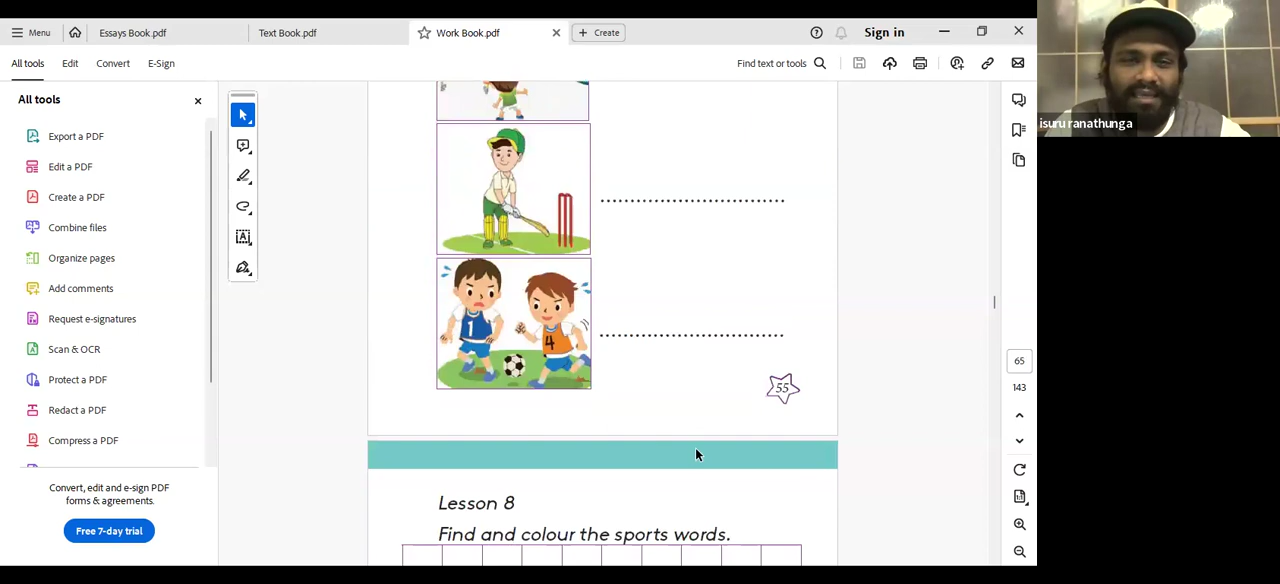 Menu
Essays Book.pdf
Text Book.pdf
Work Book.pdf
Create
Sign in
All tools
Edit
Convert
E-Sign
Find text or tools
isuru ranathunga
All tools
Export a PDF
Edit a PDF
Create a PDF
Combine files
Organize pages
Add comments
Request e-signatures
Scan & OCR
Protect a PDF
Redact a PDF
Compress a PDF
Convert, edit and e-sign PDF
forms & agreements.
Free 7-day trial
1
4
55
Lesson 8
Find and colour the sports words.
65
143